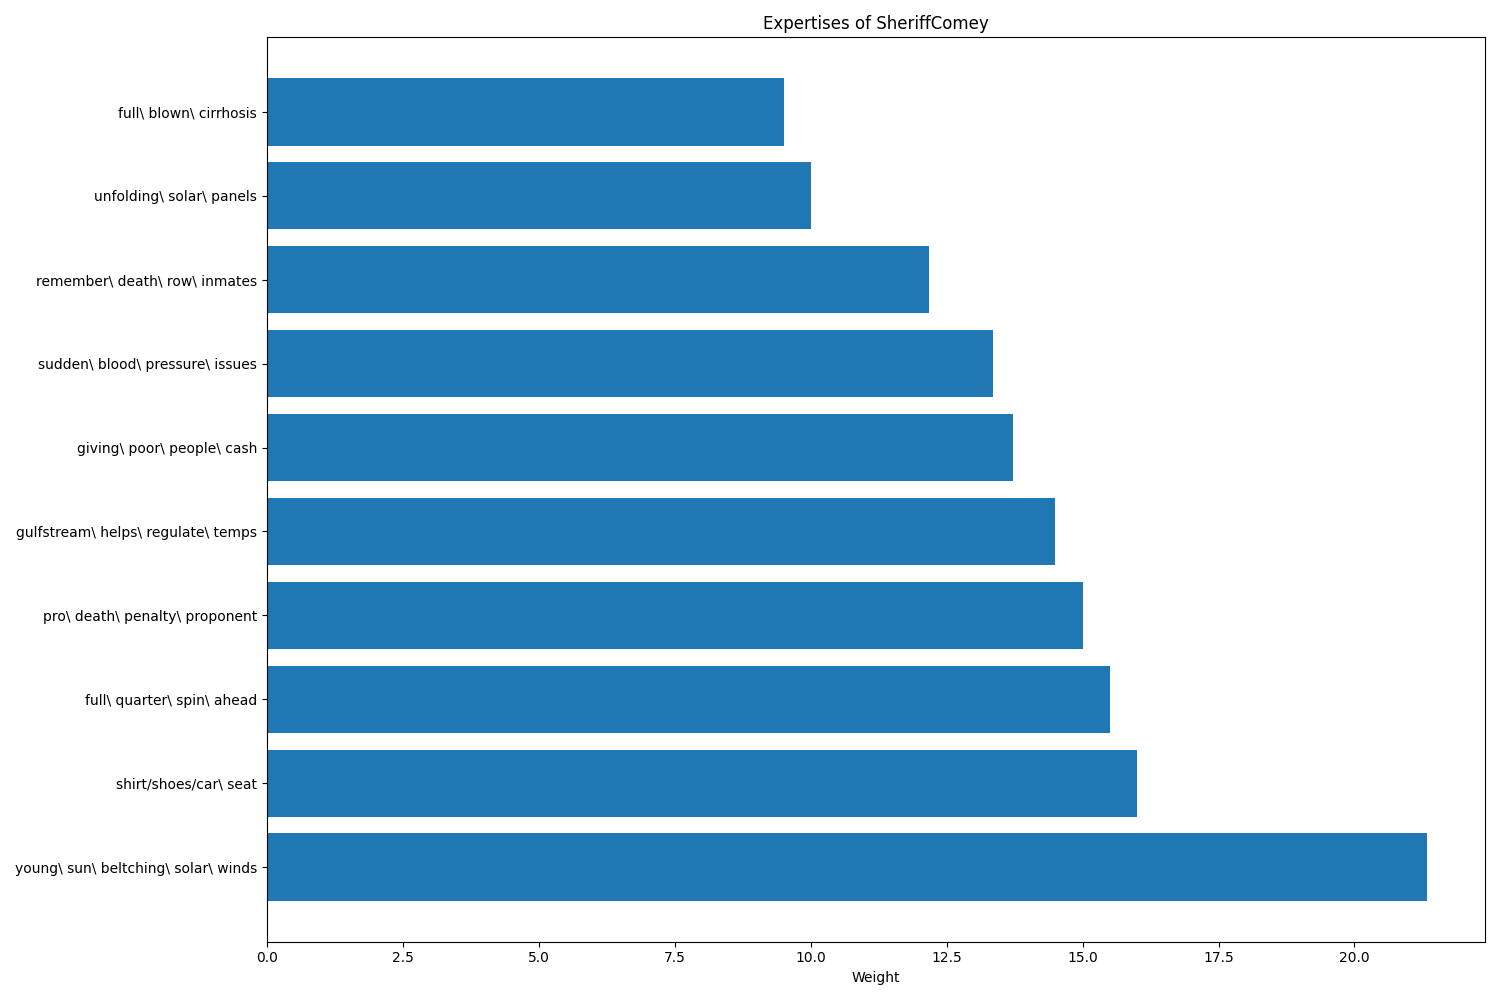 Expertises of SheriffComey
full\ blown\ cirrhosis
unfolding\ solar\ panels
remember\ death\ row\ inmates
sudden\ blood\ pressure\ issues
giving\ poor\ people\ cash
gulfstream\ helps\ regulate\ temps
pro\ death\ penalty\ proponent
full\ quarter\ spin\ ahead
shirt/shoes/car\ seat
young\ sun\ beltching\ solar\ winds
0.0 2.5 5.0 7.5 10.0 12.5 15.0 17.5 20.0
Weight